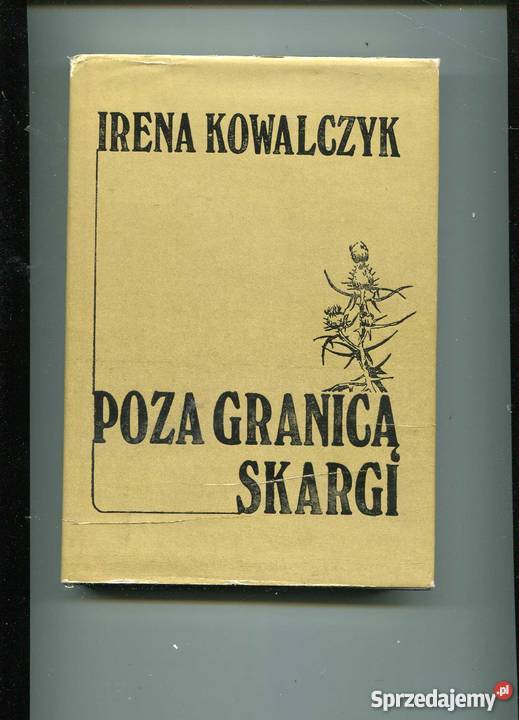 IRENA KOWALCZYK
POZA GRANICĄ
SKARGI
Sprzedajemy.pl